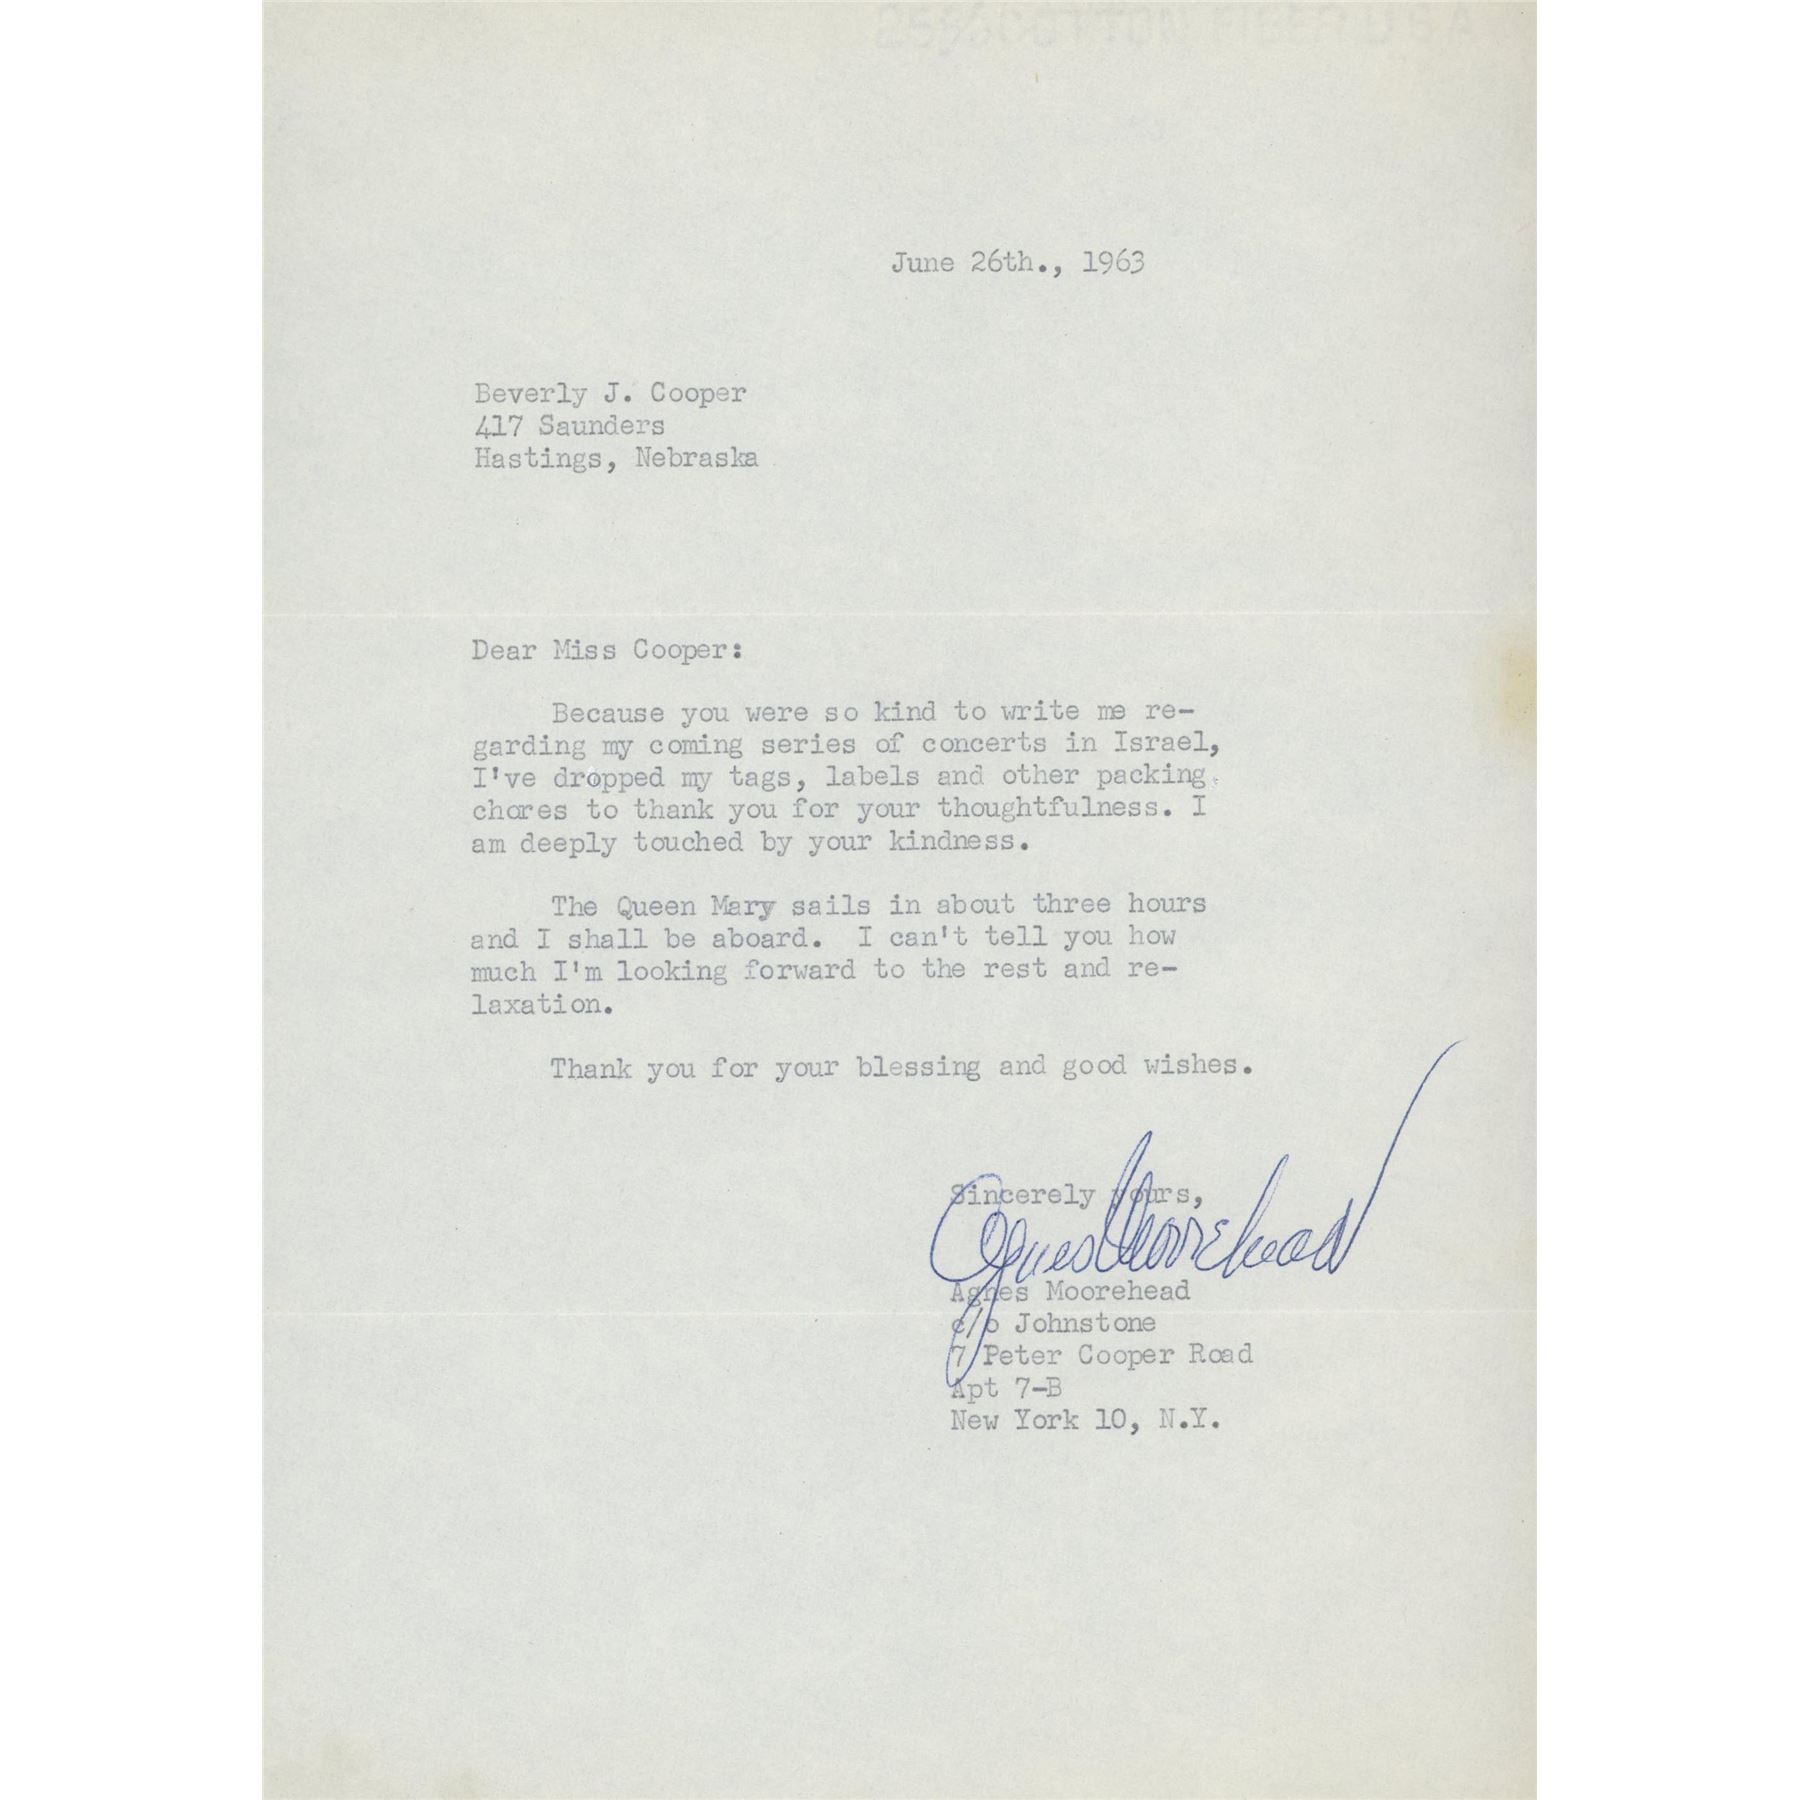 25% COTTON FIBER U S A
June 26th., 1963
Beverly J. Cooper
417 Saunders
Hastings, Nebraska
Dear Miss Cooper:
Because you were so kind to write me re-
garding my coming series of concerts in Israel,
I've dropped my tags, labels and other packing
chores to thank you for your thoughtfulness. I
am deeply touched by your kindness.
The Queen Mary sails in about three hours
and I shall be aboard. I can't tell you how
much I'm looking forward to the rest and re-
laxation.
Thank you for your blessing and good wishes.
Sincerely yours,
Agnes Moorehead
Agnes Moorehead
c/o Johnstone
7 Peter Cooper Road
Apt 7-B
New York 10, N.Y.